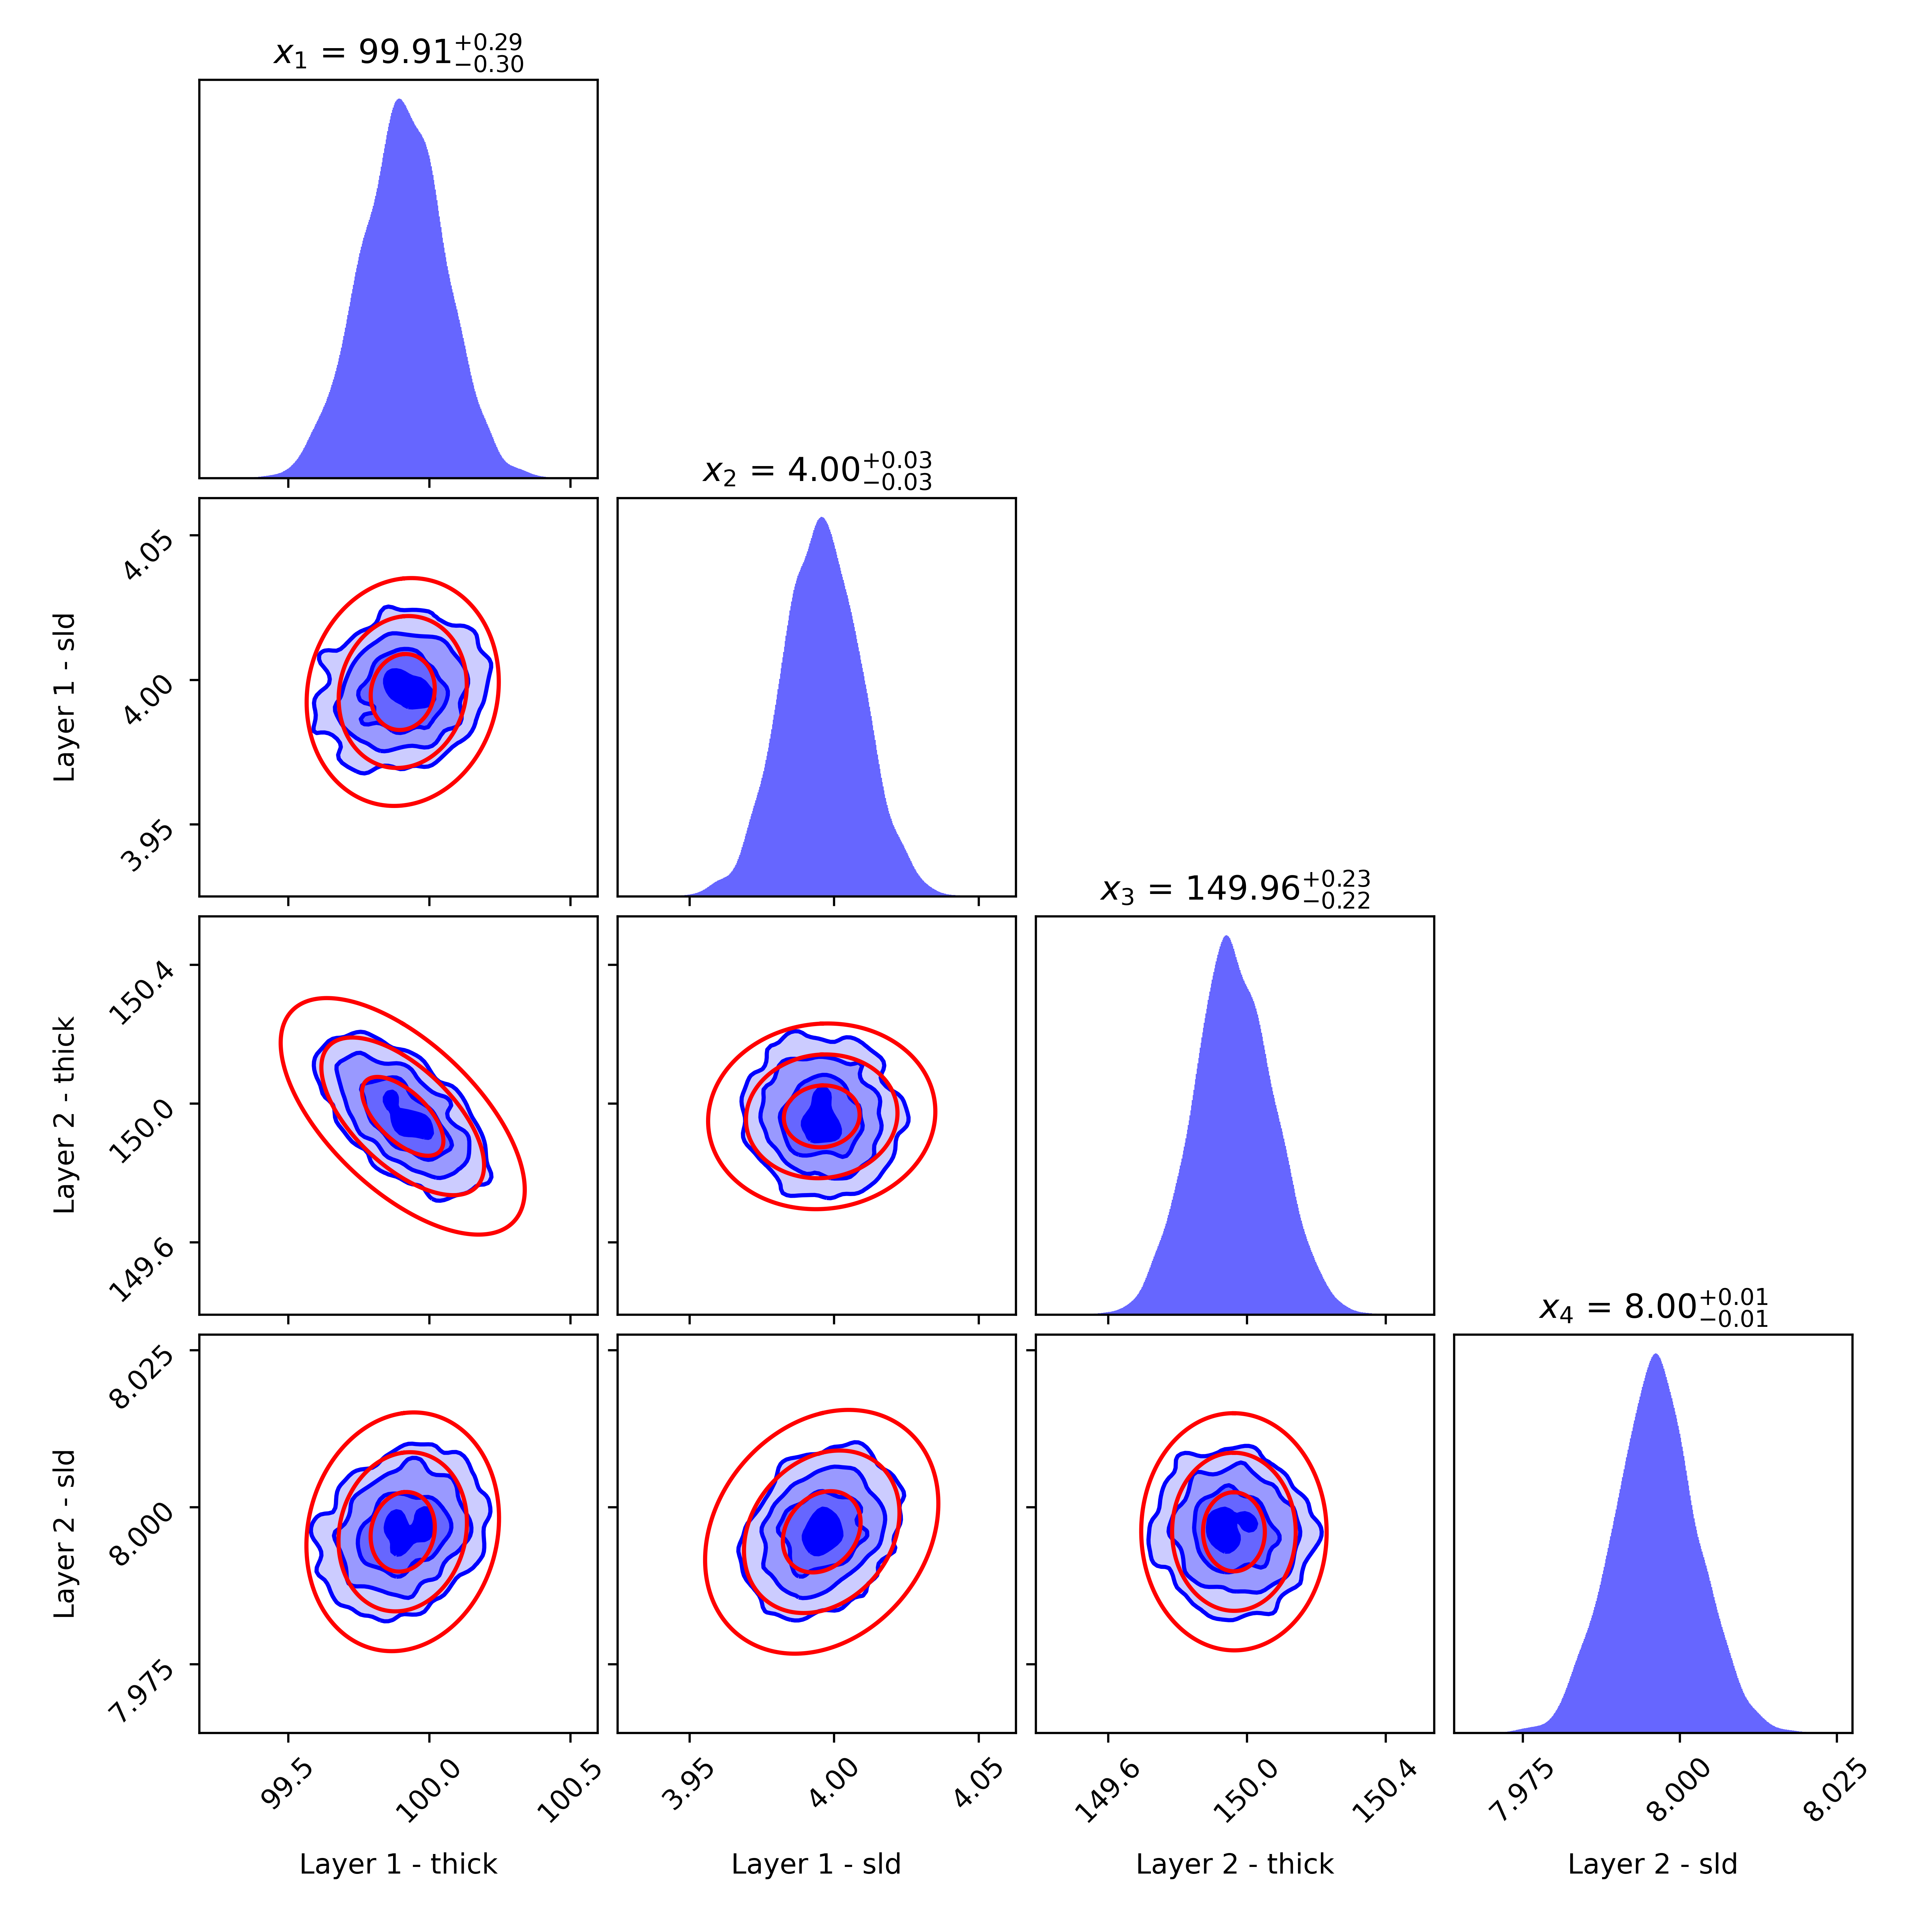 x₁ = 99.91 +0.29 −0.30
x₂ = 4.00 +0.03 −0.03
4.05
4.00
3.95
Layer 1 - sld
x₃ = 149.96 +0.23 −0.22
150.4
150.0
149.6
Layer 2 - thick
x₄ = 8.00 +0.01 −0.01
8.025
8.000
7.975
Layer 2 - sld
99.5 100.0 100.5 3.95 4.00 4.05 149.6 150.0 150.4 7.975 8.000 8.025
Layer 1 - thick Layer 1 - sld Layer 2 - thick Layer 2 - sld